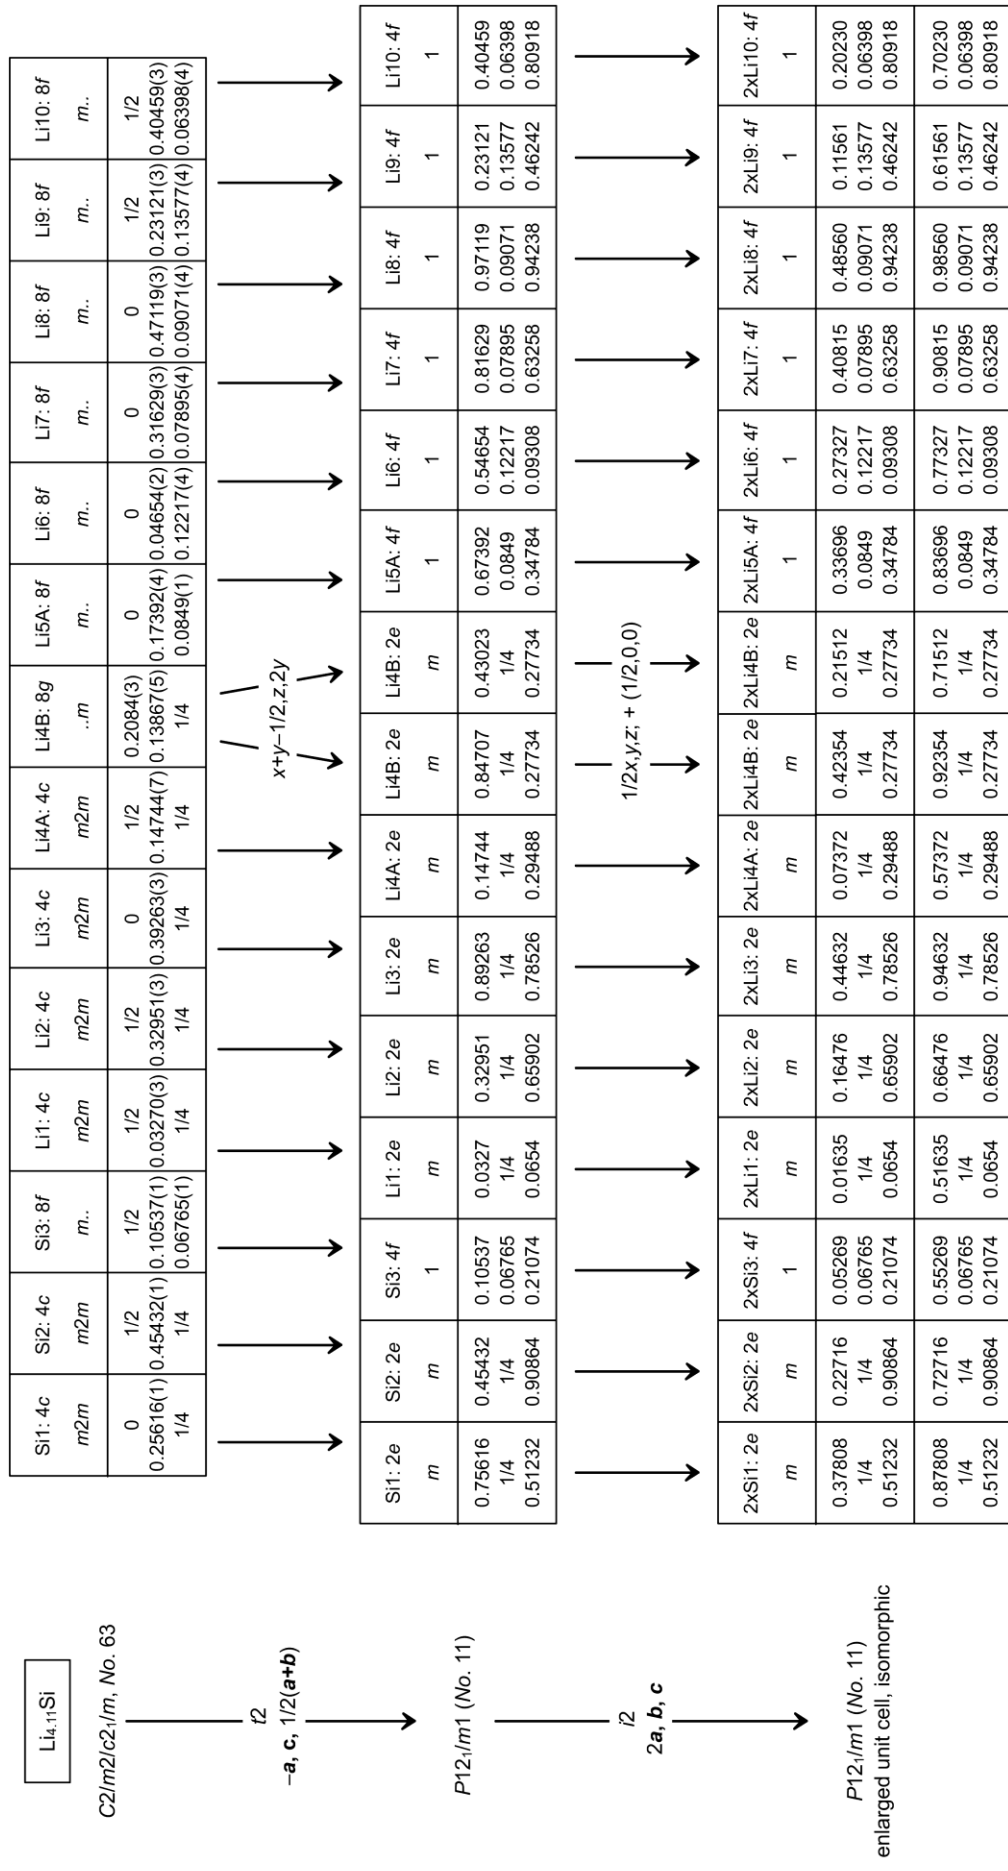 Li4.11Si
C2/m2/c2₁/m, No. 63
t2
–a, c, 1/2(a+b)
P12₁/m1 (No. 11)
i2
2a, b, c
P12₁/m1 (No. 11)
enlarged unit cell, isomorphic
Si1: 4c Si2: 4c Si3: 8f Li1: 4c Li2: 4c Li3: 4c Li4A: 4c Li4B: 8g Li5A: 8f Li6: 8f Li7: 8f Li8: 8f Li9: 8f Li10: 8f
m2m m2m m.. m2m m2m m2m m2m ..m m.. m.. m.. m.. m.. m..
0 1/2 1/2 1/2 1/2 0 1/2 0.2084(3) 0 0 0 0 1/2 1/2
0.25616(1) 0.45432(1) 0.10537(1) 0.03270(3) 0.32951(3) 0.39263(3) 0.14744(7) 0.13867(5) 0.17392(4) 0.04654(2) 0.31629(3) 0.47119(3) 0.23121(3) 0.40459(3)
1/4 1/4 0.06765(1) 1/4 1/4 1/4 1/4 1/4 0.0849(1) 0.12217(4) 0.07895(4) 0.09071(4) 0.13577(4) 0.06398(4)
x+y–1/2,z,2y
Si1: 2e Si2: 2e Si3: 4f Li1: 2e Li2: 2e Li3: 2e Li4A: 2e Li4B: 2e Li4B: 2e Li5A: 4f Li6: 4f Li7: 4f Li8: 4f Li9: 4f Li10: 4f
m m 1 m m m m m m 1 1 1 1 1 1
0.75616 0.45432 0.10537 0.0327 0.32951 0.89263 0.14744 0.84707 0.43023 0.67392 0.54654 0.81629 0.97119 0.23121 0.40459
1/4 1/4 0.06765 1/4 1/4 1/4 1/4 1/4 1/4 0.0849 0.12217 0.07895 0.09071 0.13577 0.06398
0.51232 0.90864 0.21074 0.0654 0.65902 0.78526 0.29488 0.27734 0.27734 0.34784 0.09308 0.63258 0.94238 0.46242 0.80918
1/2x,y,z; + (1/2,0,0)
2xSi1: 2e 2xSi2: 2e 2xSi3: 4f 2xLi1: 2e 2xLi2: 2e 2xLi3: 2e 2xLi4A: 2e 2xLi4B: 2e 2xLi4B: 2e 2xLi5A: 4f 2xLi6: 4f 2xLi7: 4f 2xLi8: 4f 2xLi9: 4f 2xLi10: 4f
m m 1 m m m m m m 1 1 1 1 1 1
0.37808 0.22716 0.05269 0.01635 0.16476 0.44632 0.07372 0.42354 0.21512 0.33696 0.27327 0.40815 0.48560 0.11561 0.20230
1/4 1/4 0.06765 1/4 1/4 1/4 1/4 1/4 1/4 0.0849 0.12217 0.07895 0.09071 0.13577 0.06398
0.51232 0.90864 0.21074 0.0654 0.65902 0.78526 0.29488 0.27734 0.27734 0.34784 0.09308 0.63258 0.94238 0.46242 0.80918
0.87808 0.72716 0.55269 0.51635 0.66476 0.94632 0.57372 0.92354 0.71512 0.83696 0.77327 0.90815 0.98560 0.61561 0.70230
1/4 1/4 0.06765 1/4 1/4 1/4 1/4 1/4 1/4 0.0849 0.12217 0.07895 0.09071 0.13577 0.06398
0.51232 0.90864 0.21074 0.0654 0.65902 0.78526 0.29488 0.27734 0.27734 0.34784 0.09308 0.63258 0.94238 0.46242 0.80918